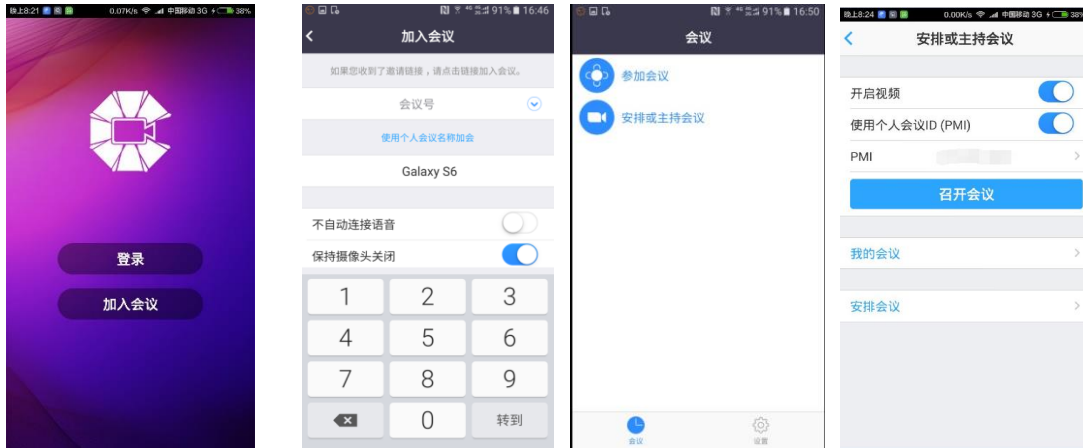 晚上8:21 0.07K/s 中国移动 3G 38%
登录
加入会议
91% 16:46
加入会议
如果您收到了邀请链接，请点击链接加入会议。
会议号
使用个人会议名称加会
Galaxy S6
不自动连接语音
保持摄像头关闭
1 2 3
4 5 6
7 8 9
0 转到
91% 16:50
会议
参加会议
安排或主持会议
会议 设置
晚上8:24 0.00K/s 中国移动 3G 38%
安排或主持会议
开启视频
使用个人会议ID (PMI)
PMI
召开会议
我的会议
安排会议